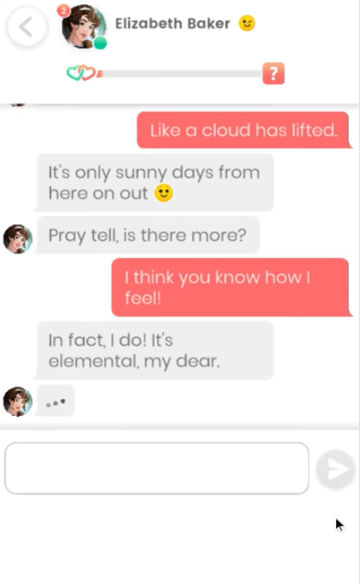 2
Elizabeth Baker 😉
?
Like a cloud has lifted.
It's only sunny days from
here on out 🙂
Pray tell, is there more?
I think you know how I
feel!
In fact, I do! It's
elemental, my dear.
...